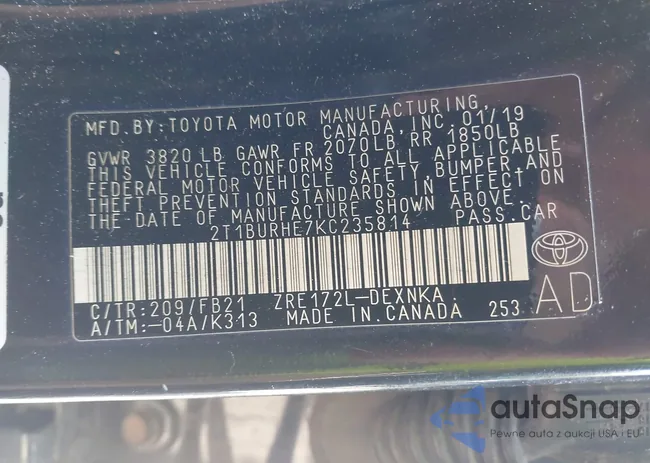 MFD. BY: TOYOTA MOTOR MANUFACTURING,
CANADA, INC. 01/19
GVWR 3820 LB GAWR FR 2070LB, RR 1850LB
THIS VEHICLE CONFORMS TO ALL APPLICABLE
FEDERAL MOTOR VEHICLE SAFETY, BUMPER, AND
THEFT PREVENTION STANDARDS IN EFFECT ON
THE DATE OF MANUFACTURE SHOWN ABOVE.
2T1BURHE7KC235814 PASS. CAR
C/TR: 209/FB21 ZRE172L-DEXNKA
A/TM: -04A/K313 MADE IN CANADA 253
AD
autaSnap
Pewne auta z aukcji USA i EU